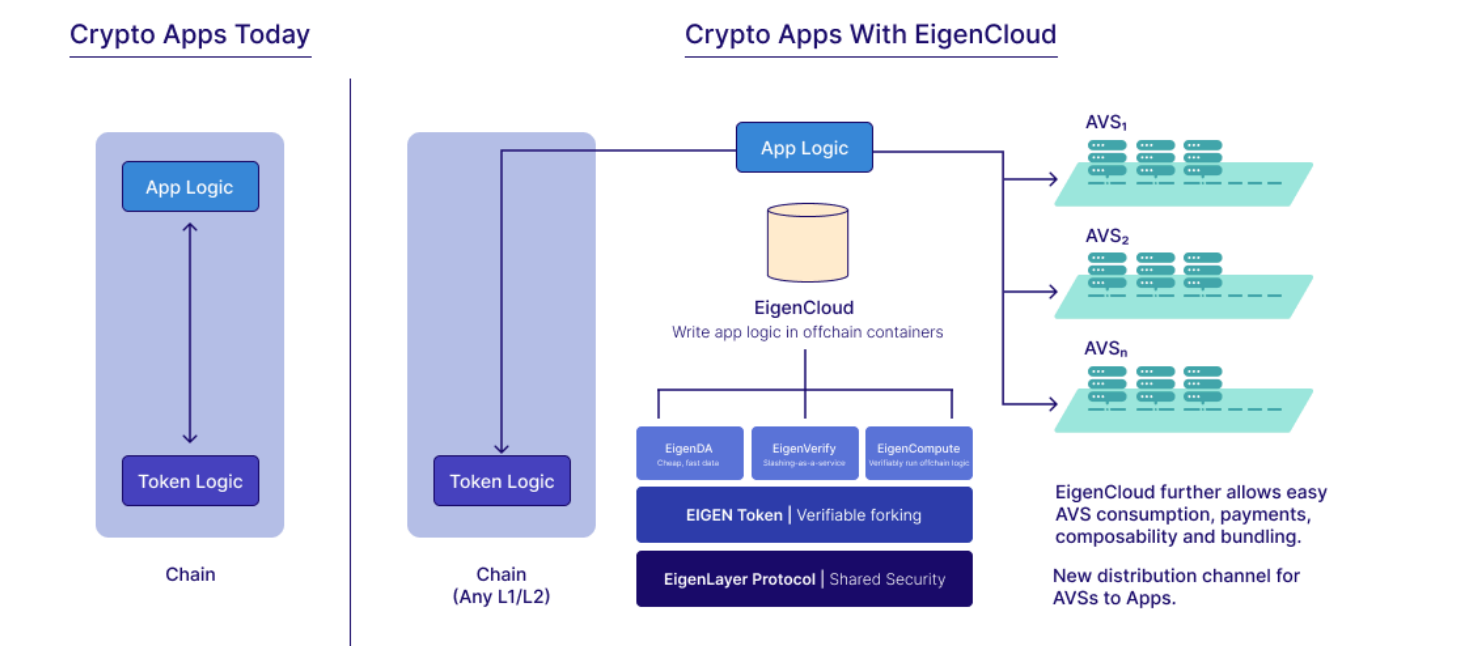 Crypto Apps Today
App Logic
Token Logic
Chain
Crypto Apps With EigenCloud
Token Logic
Chain
(Any L1/L2)
App Logic
EigenCloud
Write app logic in offchain containers
EigenDA
Cheap, fast data
EigenVerify
Slashing-as-a-service
EigenCompute
Verifiably run offchain logic
EIGEN Token | Verifiable forking
EigenLayer Protocol | Shared Security
AVS₁
AVS₂
AVSₙ
EigenCloud further allows easy
AVS consumption, payments,
composability and bundling.
New distribution channel for
AVSs to Apps.